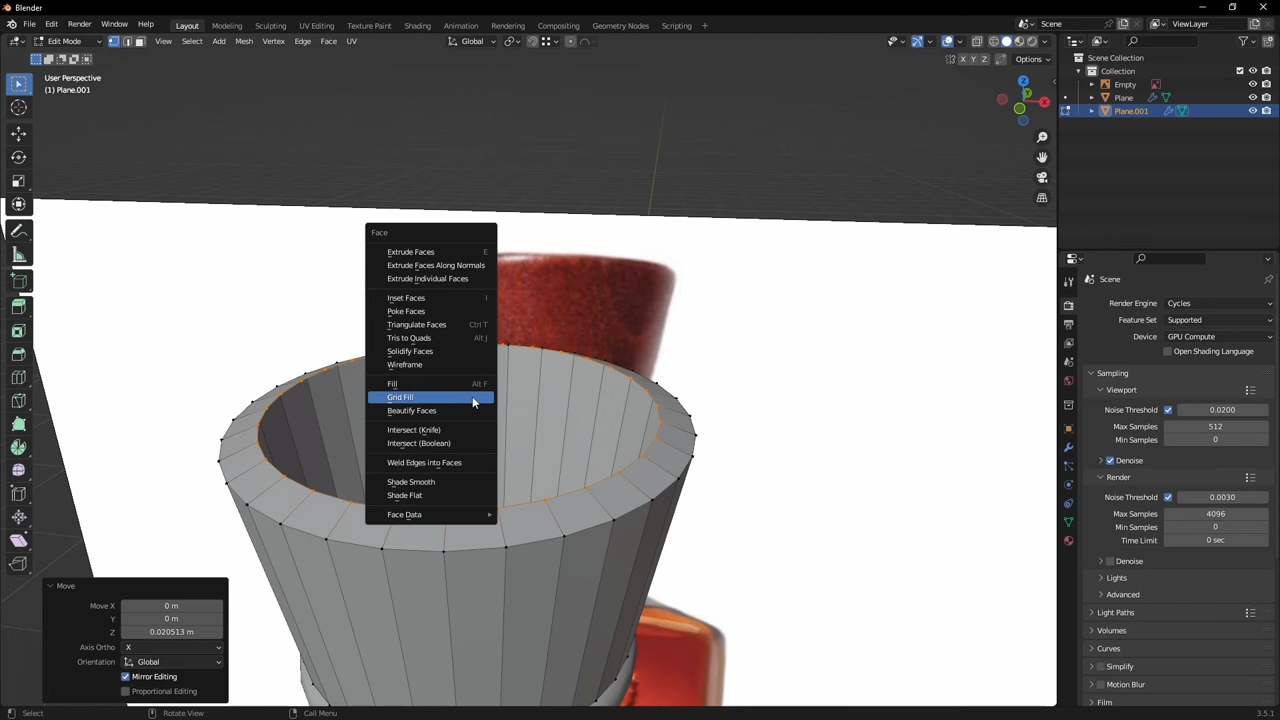 Blender
File Edit Render Window Help
Layout Modeling Sculpting UV Editing Texture Paint Shading Animation Rendering Compositing Geometry Nodes Scripting +
Scene
ViewLayer
Edit Mode
View Select Add Mesh Vertex Edge Face UV
Global
X Y Z
Options
User Perspective
(1) Plane.001
Z
Y
X
Scene Collection
Collection
Empty
Plane
Plane.001
Face
Extrude Faces E
Extrude Faces Along Normals
Extrude Individual Faces
Inset Faces I
Poke Faces
Triangulate Faces Ctrl T
Tris to Quads Alt J
Solidify Faces
Wireframe
Fill Alt F
Grid Fill
Beautify Faces
Intersect (Knife)
Intersect (Boolean)
Weld Edges into Faces
Shade Smooth
Shade Flat
Face Data
Move
Move X 0 m
Y 0 m
Z 0.020513 m
Axis Ortho X
Orientation Global
Mirror Editing
Proportional Editing
Scene
Render Engine Cycles
Feature Set Supported
Device GPU Compute
Open Shading Language
Sampling
Viewport
Noise Threshold 0.0200
Max Samples 512
Min Samples 0
Denoise
Render
Noise Threshold 0.0030
Max Samples 4096
Min Samples 0
Time Limit 0 sec
Denoise
Lights
Advanced
Light Paths
Volumes
Curves
Simplify
Motion Blur
Film
Select
Rotate View
Call Menu
3.5.1